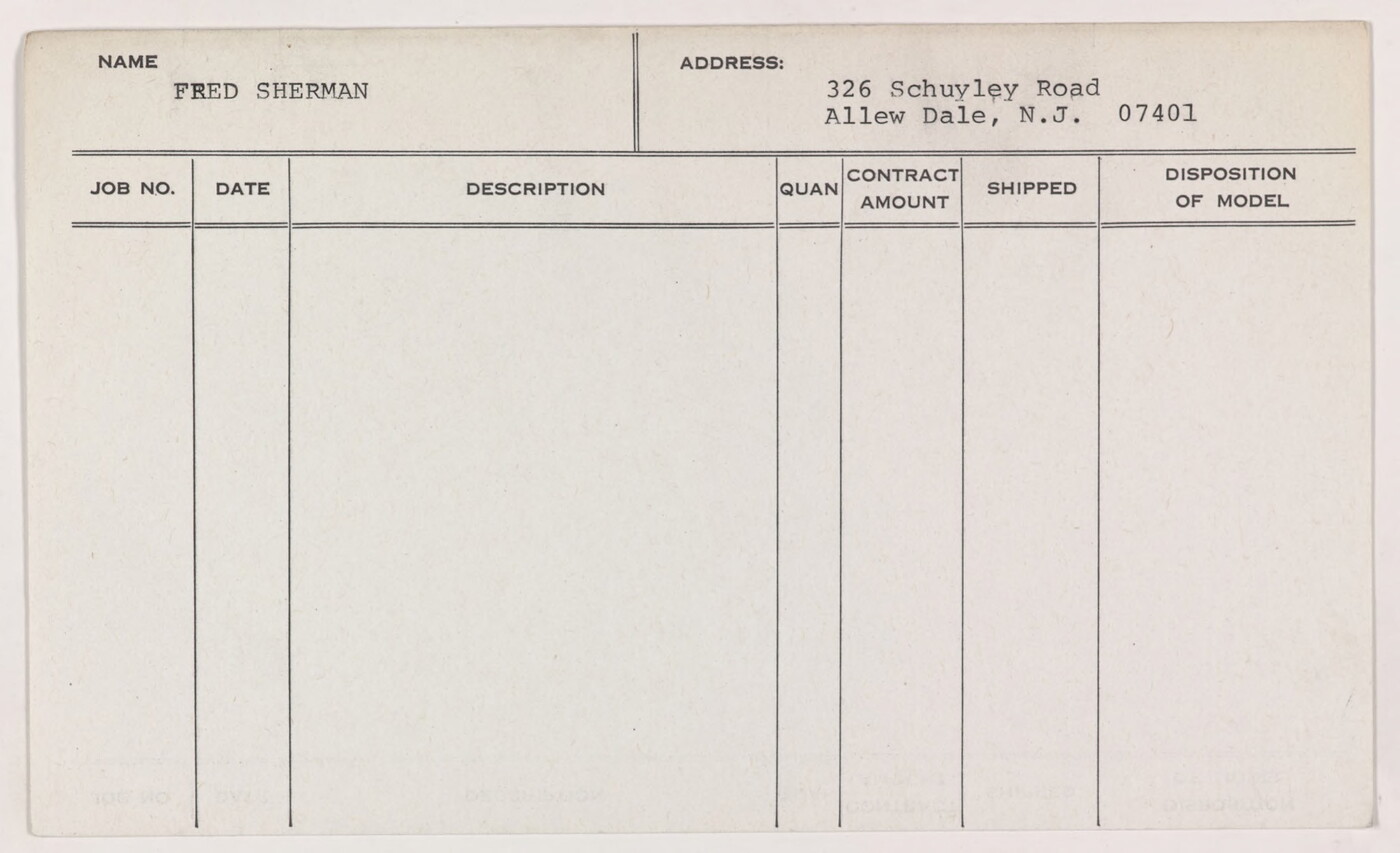 NAME
FRED SHERMAN
ADDRESS:
326 Schuyley Road
Allew Dale, N.J. 07401
JOB NO. DATE DESCRIPTION QUAN CONTRACT AMOUNT SHIPPED DISPOSITION OF MODEL